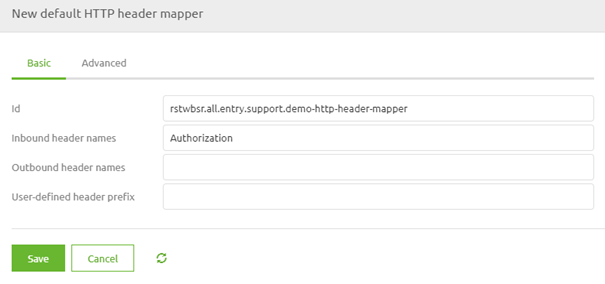 New default HTTP header mapper
Basic Advanced
Id rstwbsr.all.entry.support.demo-http-header-mapper
Inbound header names Authorization
Outbound header names
User-defined header prefix
Save Cancel